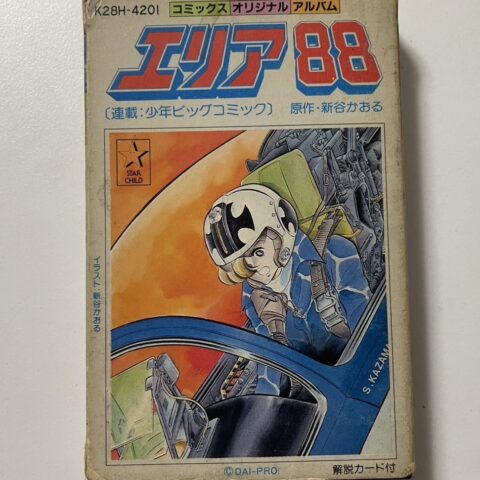 K28H-4201 コミックス オリジナル アルバム
エリア88
〔連載:少年ビッグコミック〕 原作・新谷かおる
STAR
CHILD
イラスト:新谷かおる
S.KAZAMA
©DAI-PRO.
解説カード付